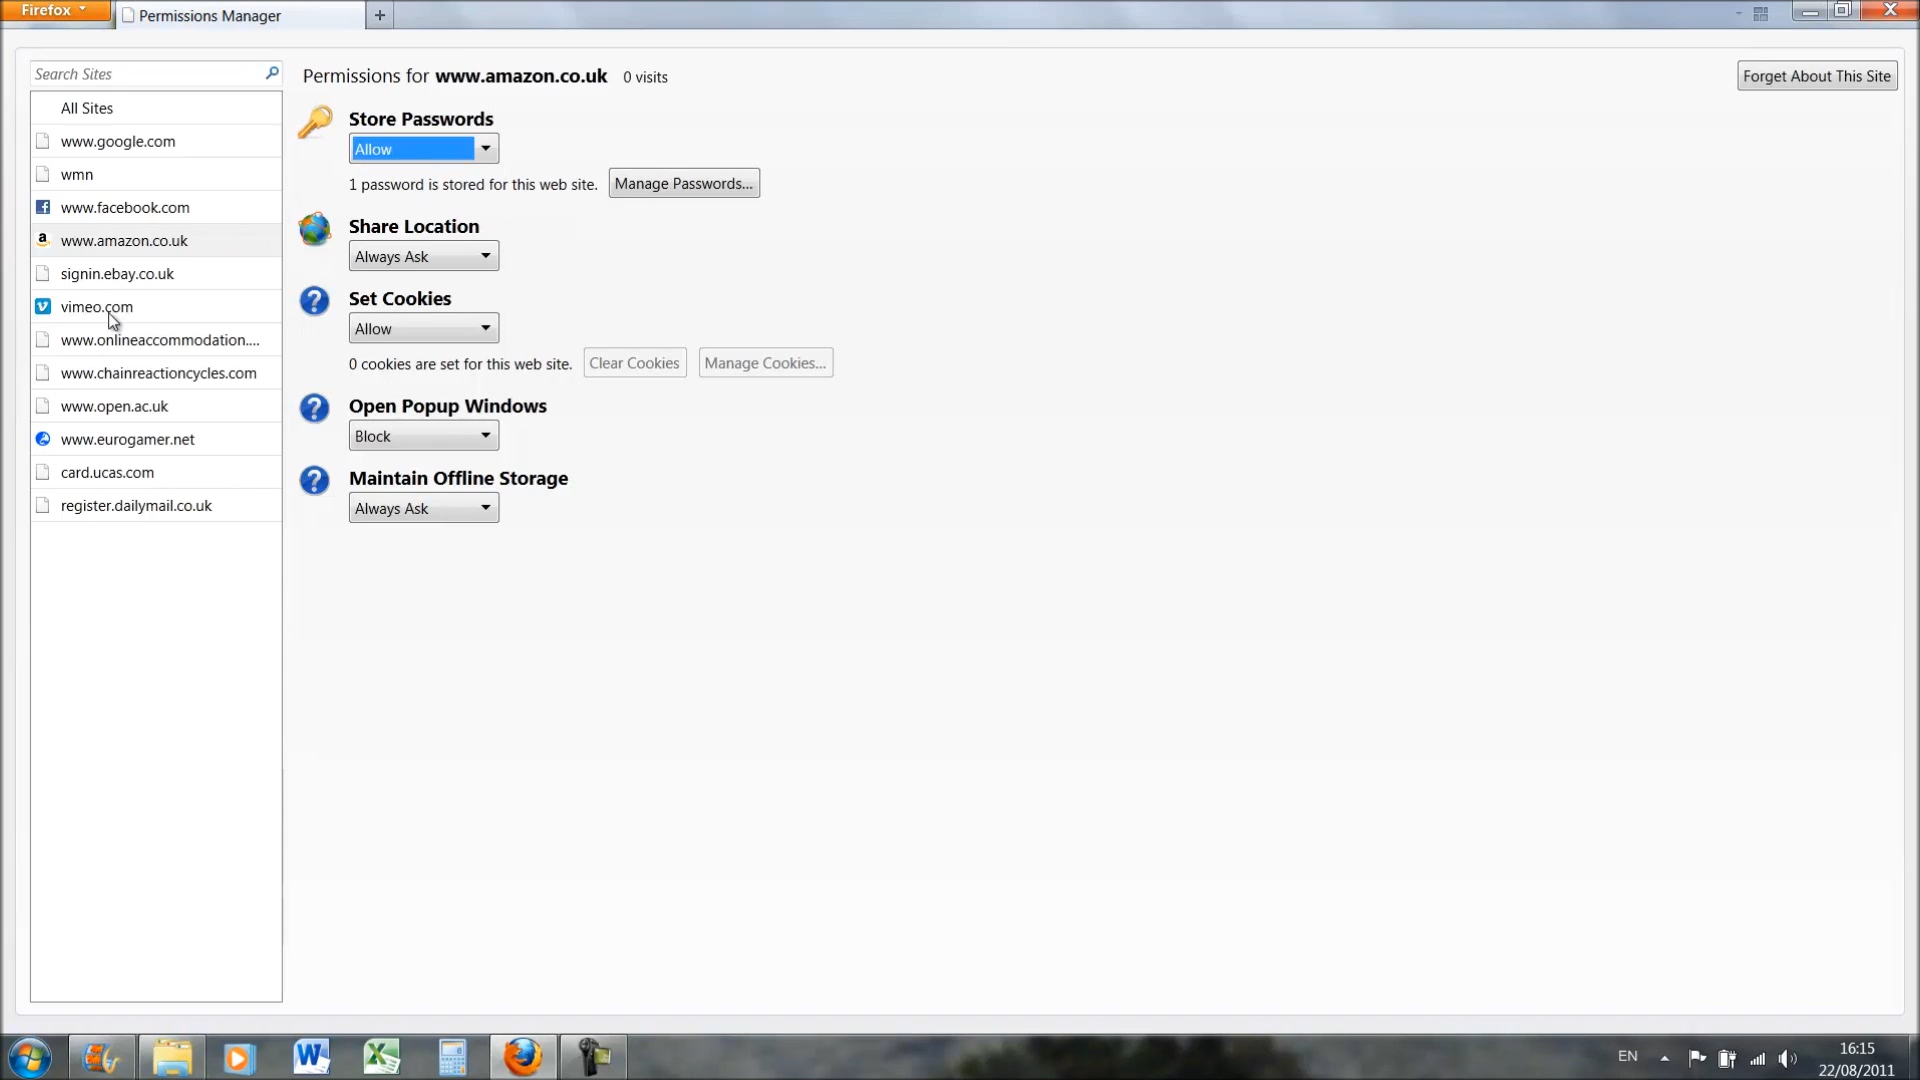 Firefox
Permissions Manager
Search Sites
All Sites
www.google.com
wmn
www.facebook.com
www.amazon.co.uk
signin.ebay.co.uk
vimeo.com
www.onlineaccommodation....
www.chainreactioncycles.com
www.open.ac.uk
www.eurogamer.net
card.ucas.com
register.dailymail.co.uk
Permissions for www.amazon.co.uk 0 visits
Forget About This Site
Store Passwords
Allow
1 password is stored for this web site. Manage Passwords...
Share Location
Always Ask
Set Cookies
Allow
0 cookies are set for this web site. Clear Cookies Manage Cookies...
Open Popup Windows
Block
Maintain Offline Storage
Always Ask
EN
16:15
22/08/2011